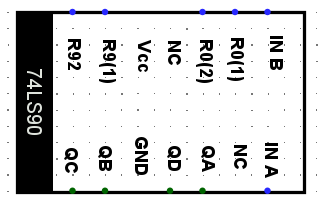 74LS90
R92
R9(1)
Vcc
NC
R0(2)
R0(1)
IN B
QC
QB
GND
QD
QA
NC
IN A